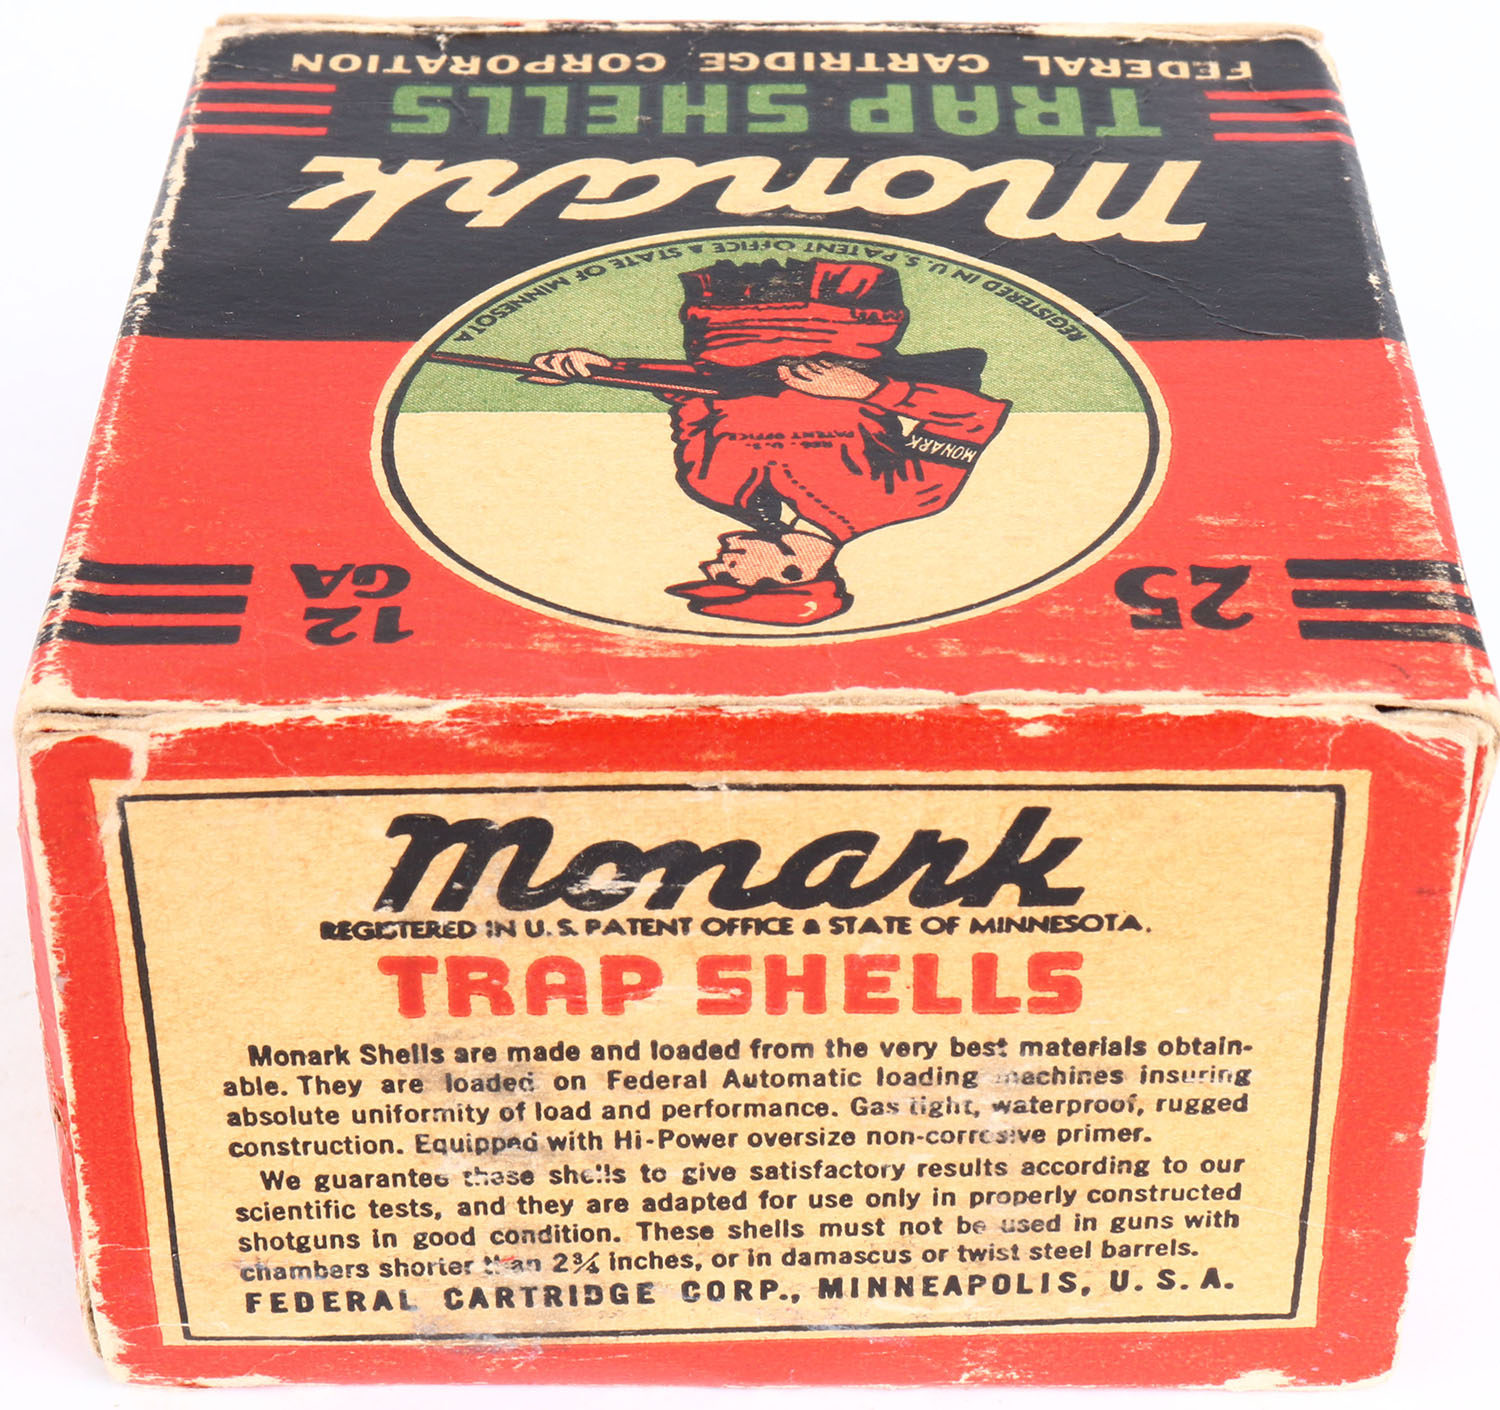 FEDERAL CARTRIDGE CORPORATION
TRAP SHELLS
Monark
REGISTERED IN U. S. PATENT OFFICE & STATE OF MINNESOTA
REG. U. S.
PATENT OFFICE
MONARK
25
12
GA
Monark
REGISTERED IN U. S. PATENT OFFICE & STATE OF MINNESOTA.
TRAP SHELLS
Monark Shells are made and loaded from the very best materials obtain-
able. They are loaded on Federal Automatic loading machines insuring
absolute uniformity of load and performance. Gas tight, waterproof, rugged
construction. Equipped with Hi-Power oversize non-corrosive primer.
We guarantee these shells to give satisfactory results according to our
scientific tests, and they are adapted for use only in properly constructed
shotguns in good condition. These shells must not be used in guns with
chambers shorter than 2¾ inches, or in damascus or twist steel barrels.
FEDERAL CARTRIDGE CORP., MINNEAPOLIS, U. S. A.